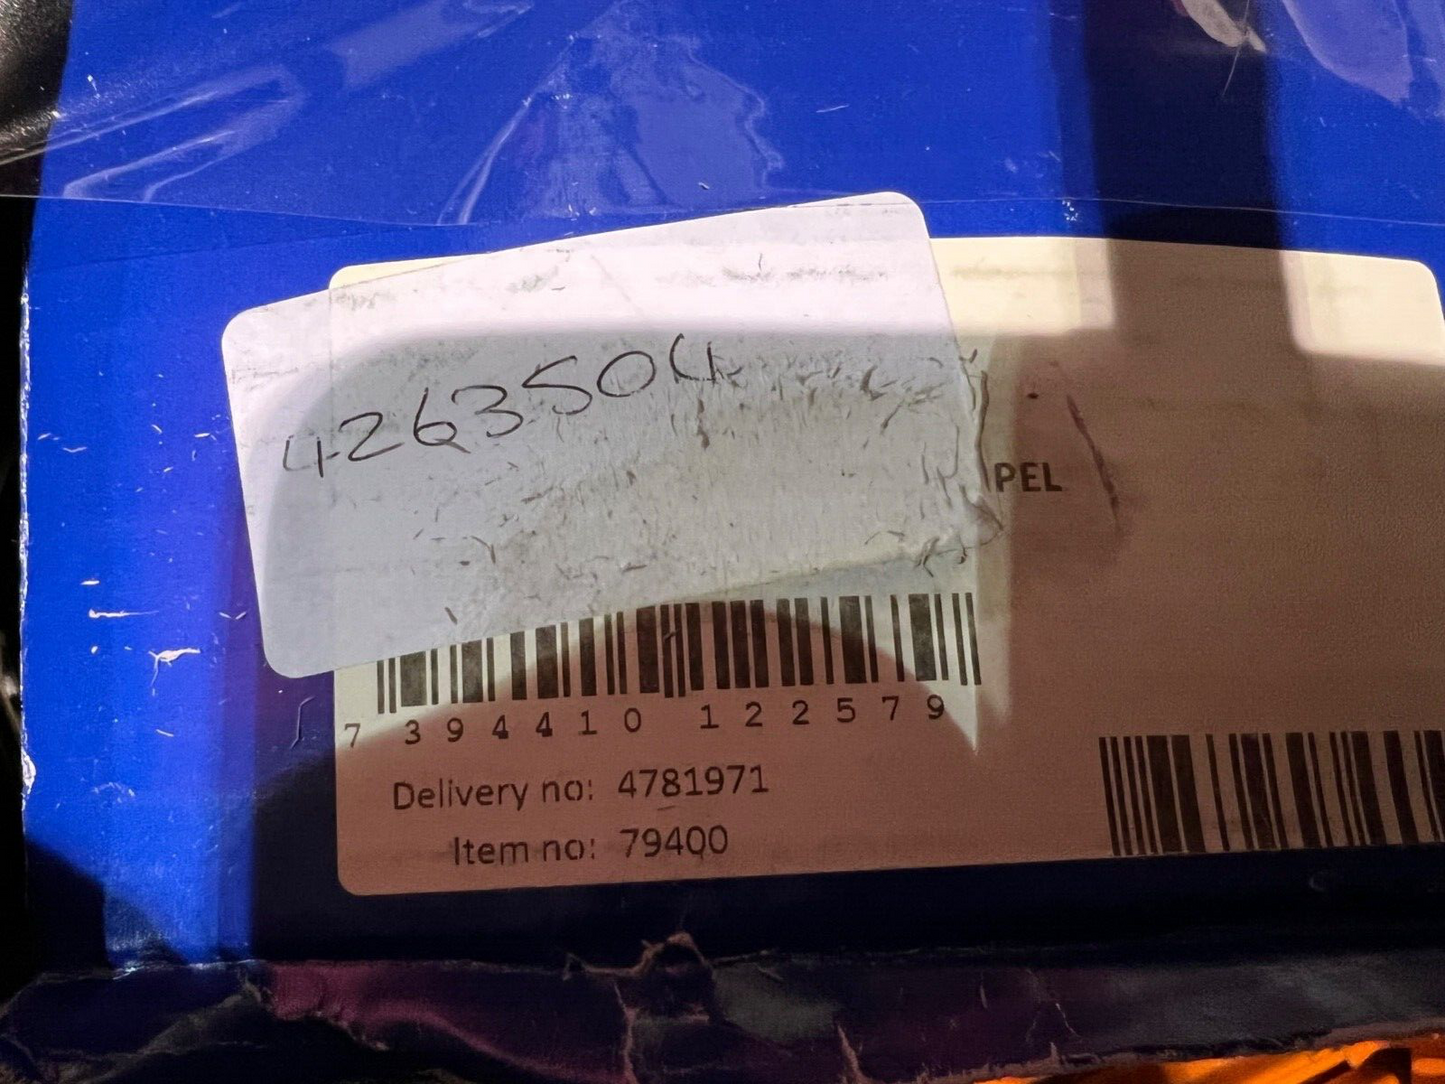 4263504
PEL
7 394410 122579
Delivery no: 4781971
Item no: 79400